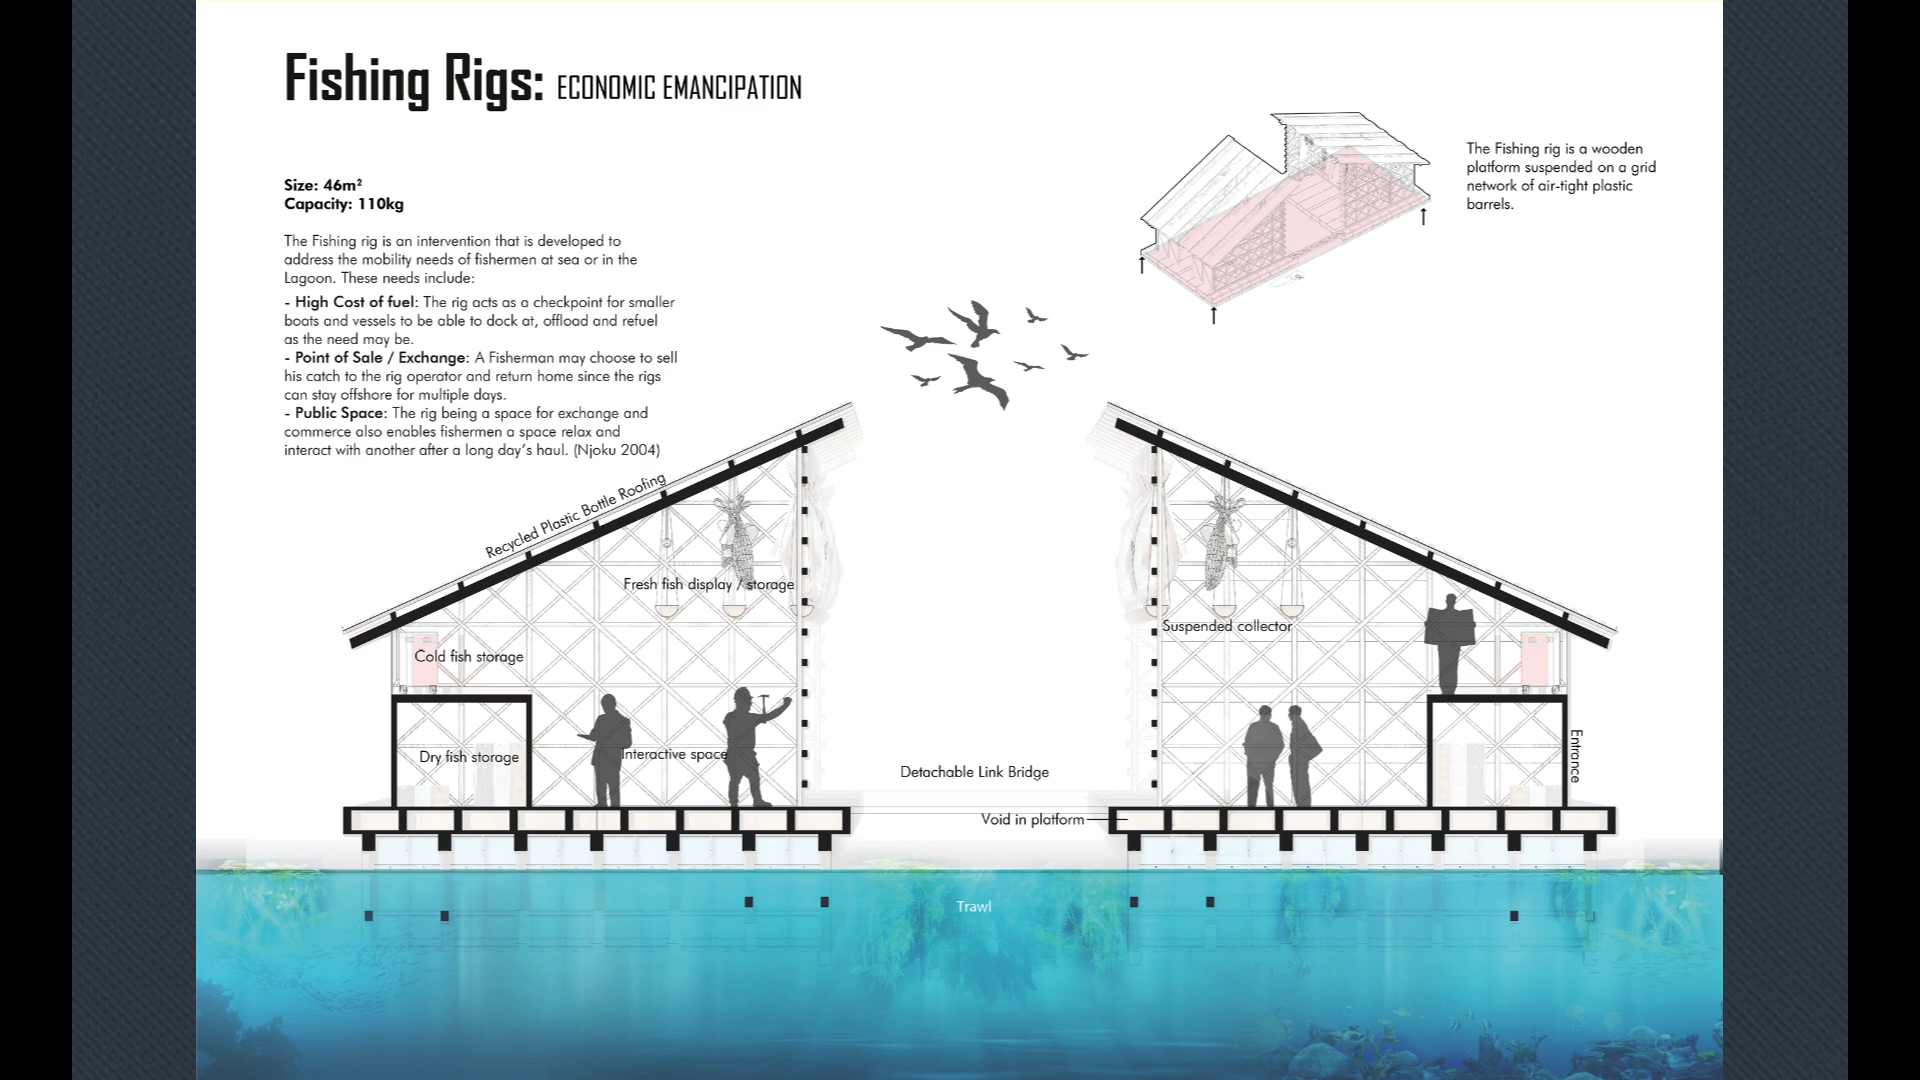 Fishing Rigs: ECONOMIC EMANCIPATION
Size: 46m²
Capacity: 110kg
The Fishing rig is an intervention that is developed to
address the mobility needs of fishermen at sea or in the
Lagoon. These needs include:
- High Cost of fuel: The rig acts as a checkpoint for smaller
boats and vessels to be able to dock at, offload and refuel
as the need may be.
- Point of Sale / Exchange: A Fisherman may choose to sell
his catch to the rig operator and return home since the rigs
can stay offshore for multiple days.
- Public Space: The rig being a space for exchange and
commerce also enables fishermen a space relax and
interact with another after a long day's haul. (Njoku 2004)
The Fishing rig is a wooden
platform suspended on a grid
network of air-tight plastic
barrels.
Recycled Plastic Bottle Roofing
Fresh fish display / storage
Cold fish storage
Dry fish storage
Interactive space
Suspended collector
Entrance
Detachable Link Bridge
Void in platform
Trawl